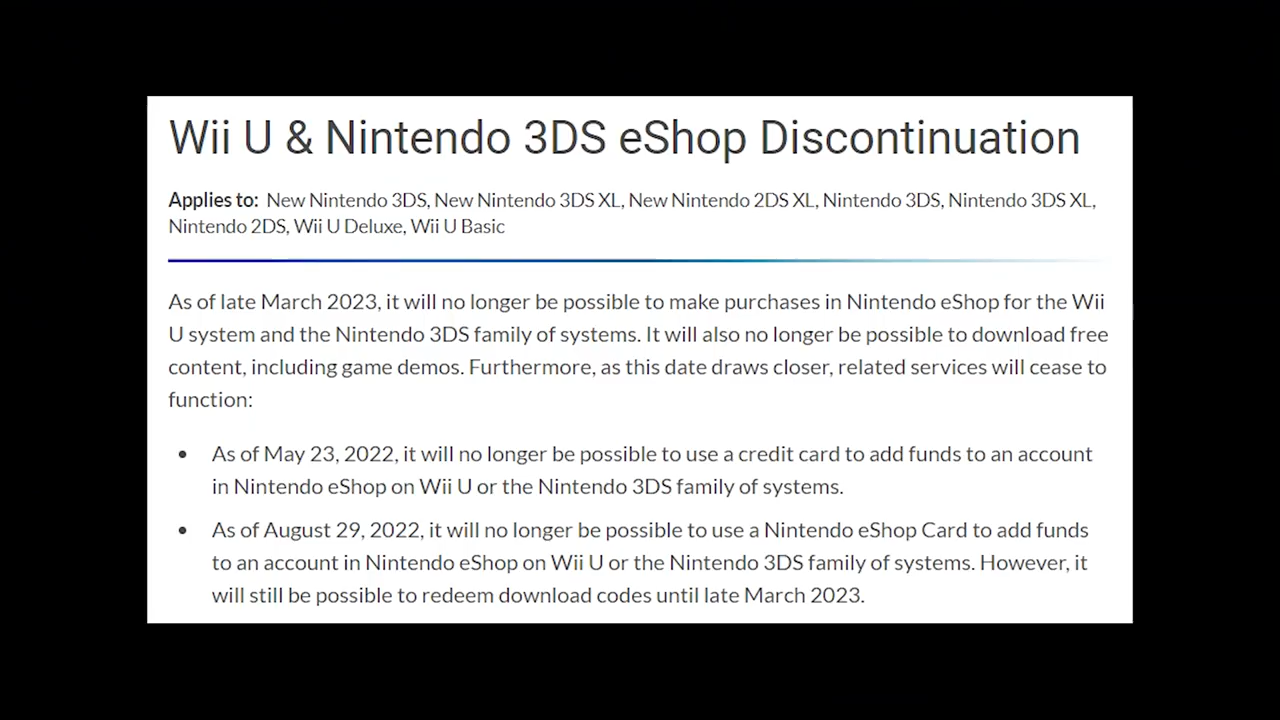 Wii U & Nintendo 3DS eShop Discontinuation
Applies to: New Nintendo 3DS, New Nintendo 3DS XL, New Nintendo 2DS XL, Nintendo 3DS, Nintendo 3DS XL,
Nintendo 2DS, Wii U Deluxe, Wii U Basic
As of late March 2023, it will no longer be possible to make purchases in Nintendo eShop for the Wii
U system and the Nintendo 3DS family of systems. It will also no longer be possible to download free
content, including game demos. Furthermore, as this date draws closer, related services will cease to
function:
• As of May 23, 2022, it will no longer be possible to use a credit card to add funds to an account
in Nintendo eShop on Wii U or the Nintendo 3DS family of systems.
• As of August 29, 2022, it will no longer be possible to use a Nintendo eShop Card to add funds
to an account in Nintendo eShop on Wii U or the Nintendo 3DS family of systems. However, it
will still be possible to redeem download codes until late March 2023.